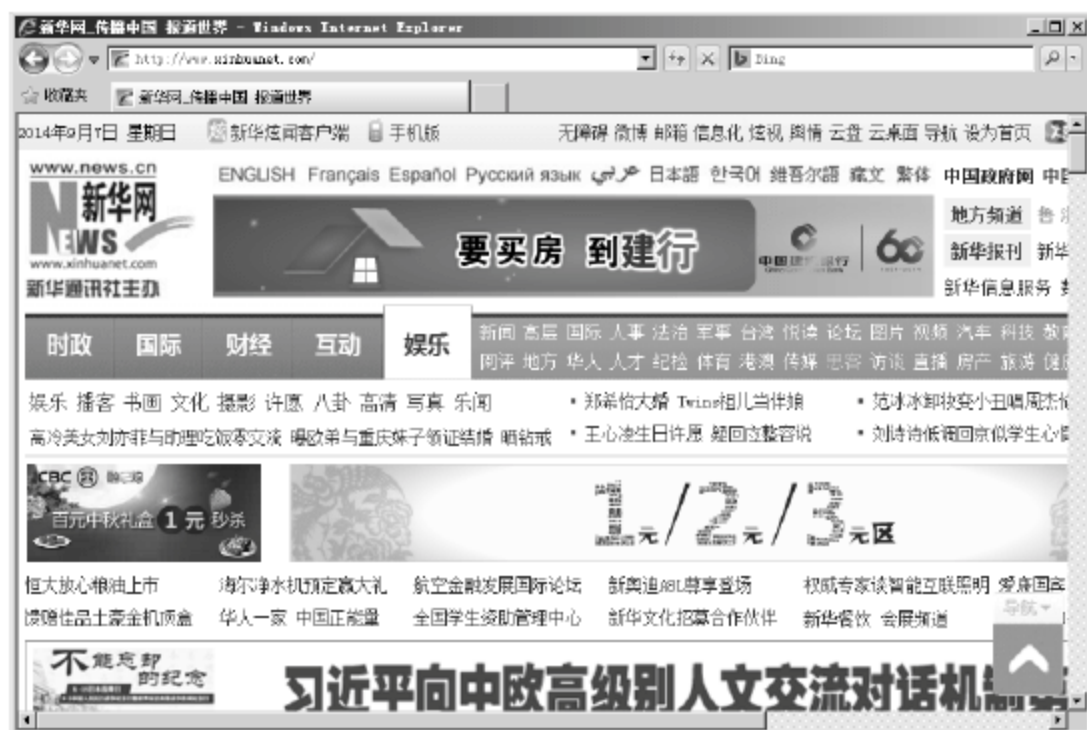 新华网_传播中国 报道世界 - Windows Internet Explorer
http://www.xinhuanet.com/
Bing
收藏夹 新华网_传播中国 报道世界
2014年9月7日 星期日 新华炫闻客户端 手机版 无障碍 微博 邮箱 信息化 炫视 舆情 云盘 云桌面 导航 设为首页
www.news.cn
新华网
NEWS
www.xinhuanet.com
新华通讯社主办
ENGLISH Français Español Русский язык عربي 日本語 한국어 維吾尔語 藏文 繁体 中国政府网
要买房 到建行
中国建设银行
60
地方频道
新华报刊 新华
新华信息服务
时政 国际 财经 互动 娱乐
新闻 高层 国际 人事 法治 军事 台湾 悦读 论坛 图片 视频 汽车 科技
网评 地方 华人 人才 纪检 体育 港澳 传媒 思客 访谈 直播 房产 旅游
娱乐 播客 书画 文化 摄影 许愿 八卦 高清 写真 乐闻
高冷美女刘亦菲与助理吃饭零交流 曝欧弟与重庆妹子领证结婚 晒钻戒
• 郑希怡大婚 Twins祖儿当伴娘
• 王心凌生日许愿 疑回应整容说
• 范冰冰卸妆变小丑唱周杰伦
• 刘诗诗低调回京似学生心情
ICBC 融e购
百元中秋礼盒 1元 秒杀
1元/2元/3元区
恒大放心粮油上市 海尔净水机预定赢大礼 航空金融发展国际论坛 新奥迪A8L尊享登场 权威专家谈智能互联照明
馈赠佳品土豪金机顶盒 华人一家 中国正能量 全国学生资助管理中心 新华文化招募合作伙伴 新华餐饮 会展频道
导航
不能忘却的纪念
习近平向中欧高级别人文交流对话机制第